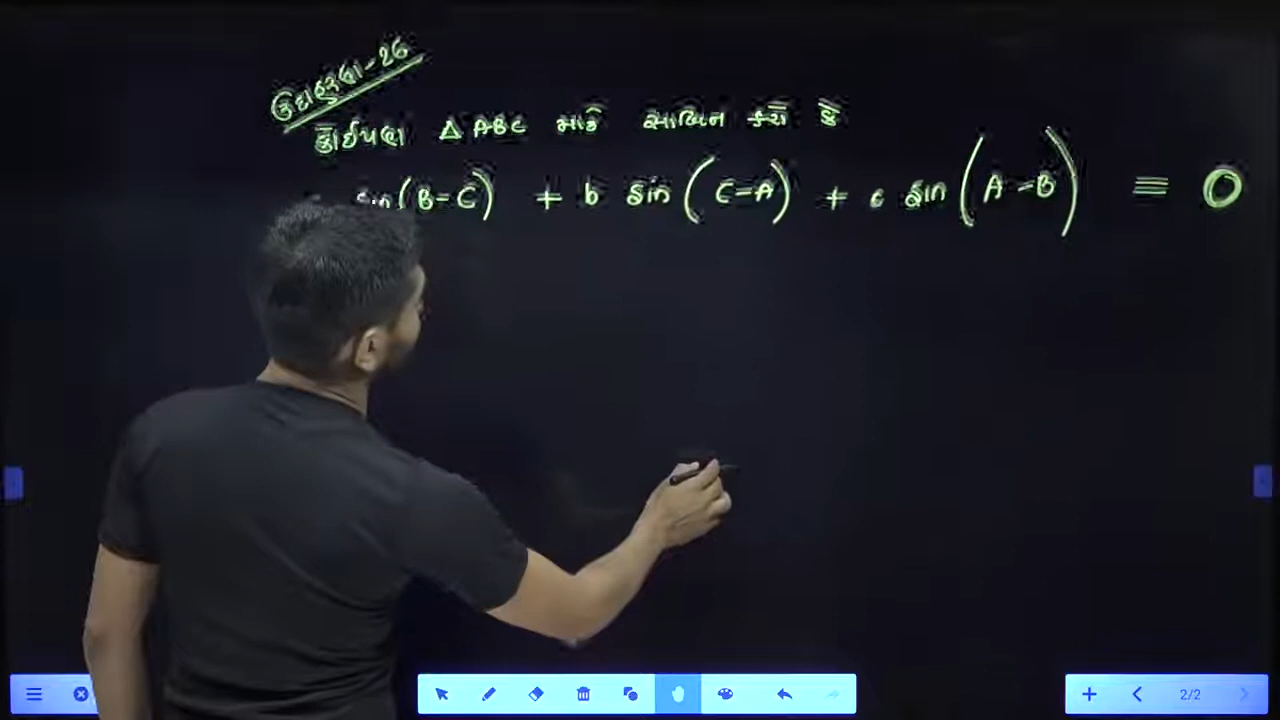 ઉદાહરણ-26
કોઈપણ Δ ABC માટે સાબિત કરો કે
sin(B-C) + b sin(C-A) + c sin(A-B) ≡ 0
2/2